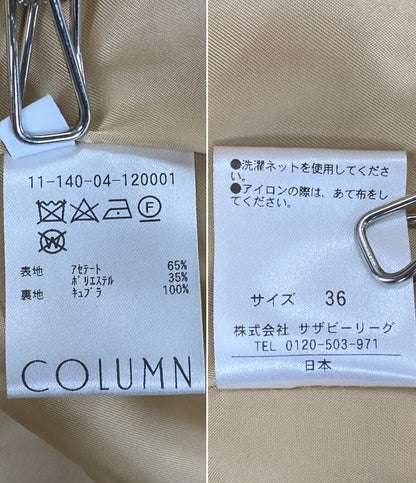 11-140-04-120001
表地 アセテート 65%
ポリエステル 35%
裏地 キュプラ 100%
COLUMN
●洗濯ネットを使用してくださ
い。
●アイロンの際は、あて布をし
てください。
サイズ 36
株式会社 サザビーリーグ
TEL 0120-503-971
日本